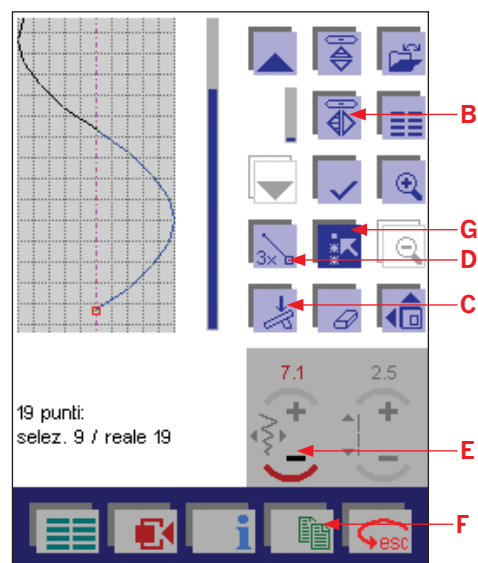 B
G
3x
D
C
7.1 2.5
+ +
19 punti:
selez. 9 / reale 19
E
− −
i
F
esc